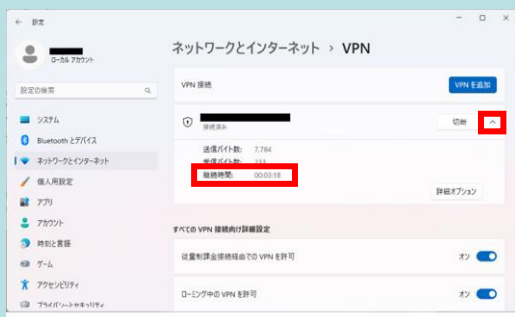 ← 設定
ローカル アカウント
設定の検索
システム
Bluetooth とデバイス
ネットワークとインターネット
個人用設定
アプリ
アカウント
時刻と言語
ゲーム
アクセシビリティ
プライバシーとセキュリティ
ネットワークとインターネット › VPN
VPN 接続
VPN を追加
接続済み
切断
送信バイト数: 7,784
受信バイト数: 333
継続時間: 00:03:18
詳細オプション
すべての VPN 接続向け詳細設定
従量制課金接続経由での VPN を許可
オン
ローミング中の VPN を許可
オン